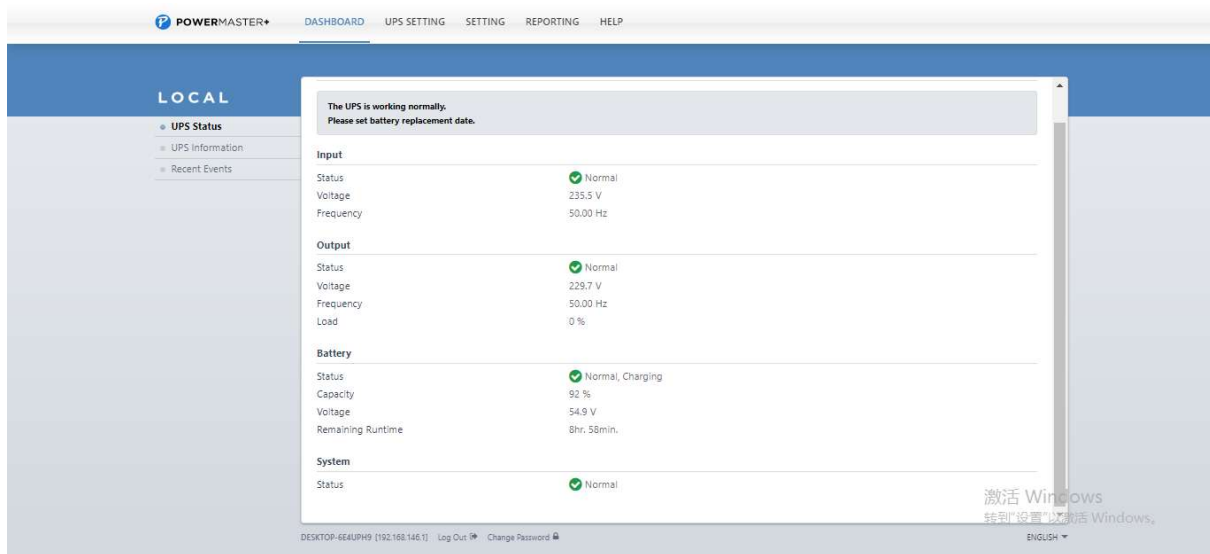 POWERMASTER+ DASHBOARD UPS SETTING SETTING REPORTING HELP
LOCAL
UPS Status
UPS Information
Recent Events
The UPS is working normally.
Please set battery replacement date.
Input
Status Normal
Voltage 235.5 V
Frequency 50.00 Hz
Output
Status Normal
Voltage 229.7 V
Frequency 50.00 Hz
Load 0 %
Battery
Status Normal, Charging
Capacity 92 %
Voltage 54.9 V
Remaining Runtime 8hr. 58min.
System
Status Normal
激活 Windows
转到"设置"以激活 Windows。
DESKTOP-6E4UPH9 [192.168.146.1] Log Out Change Password ENGLISH